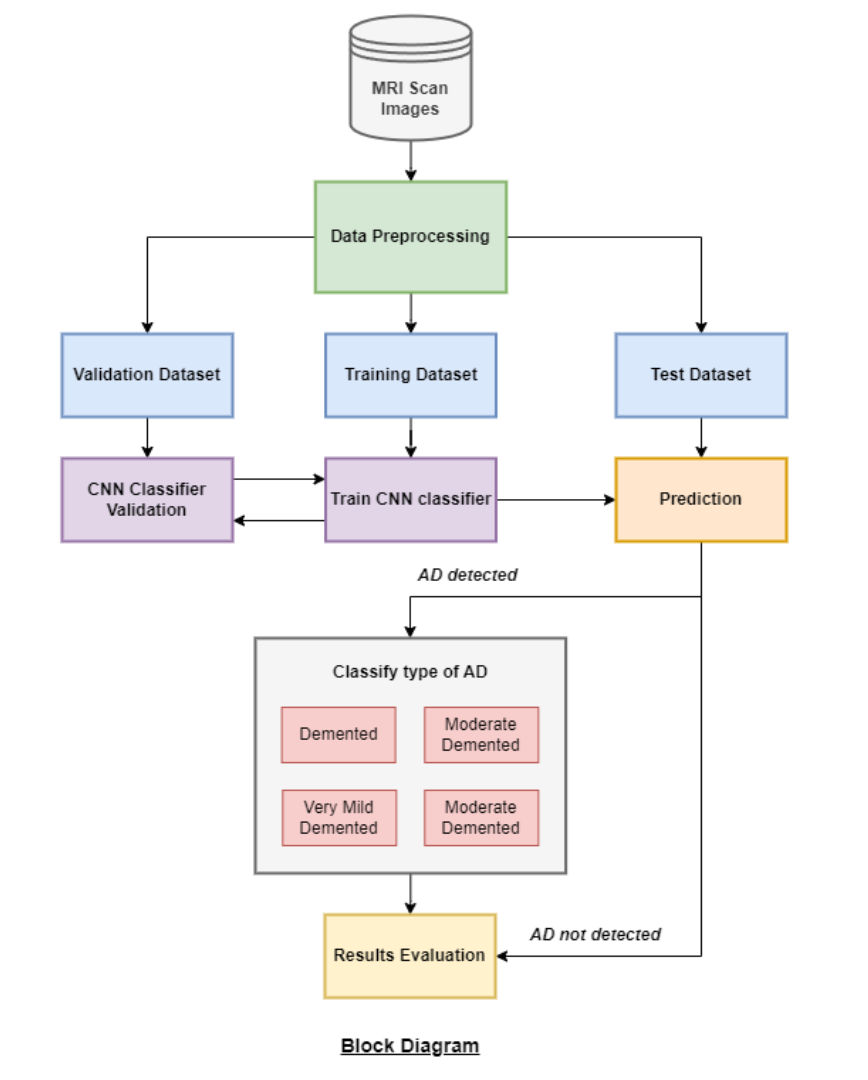 MRI Scan
Images
Data Preprocessing
Validation Dataset
Training Dataset
Test Dataset
CNN Classifier
Validation
Train CNN classifier
Prediction
AD detected
Classify type of AD
Demented
Moderate
Demented
Very Mild
Demented
Moderate
Demented
AD not detected
Results Evaluation
Block Diagram